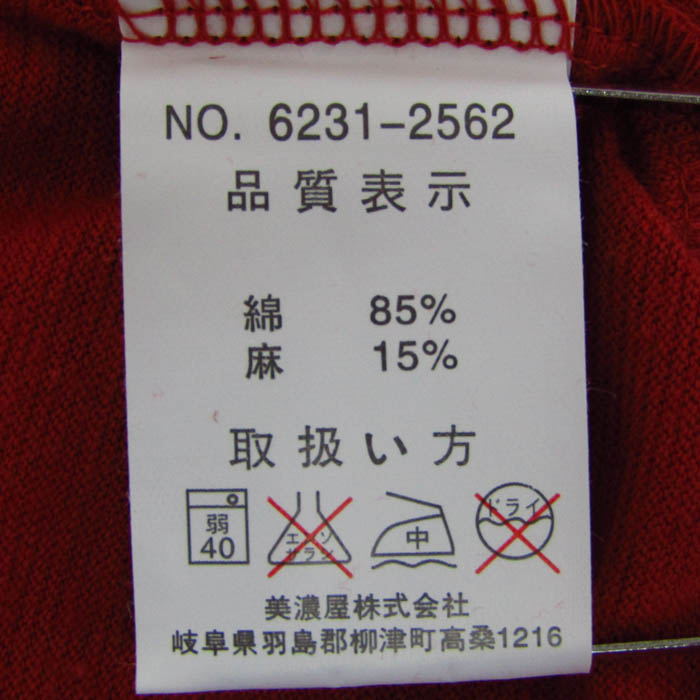 NO. 6231-2562
品質表示
綿 85%
麻 15%
取扱い方
弱 40
エンソ サラシ
中
ドライ
美濃屋株式会社
岐阜県羽島郡柳津町高桑1216